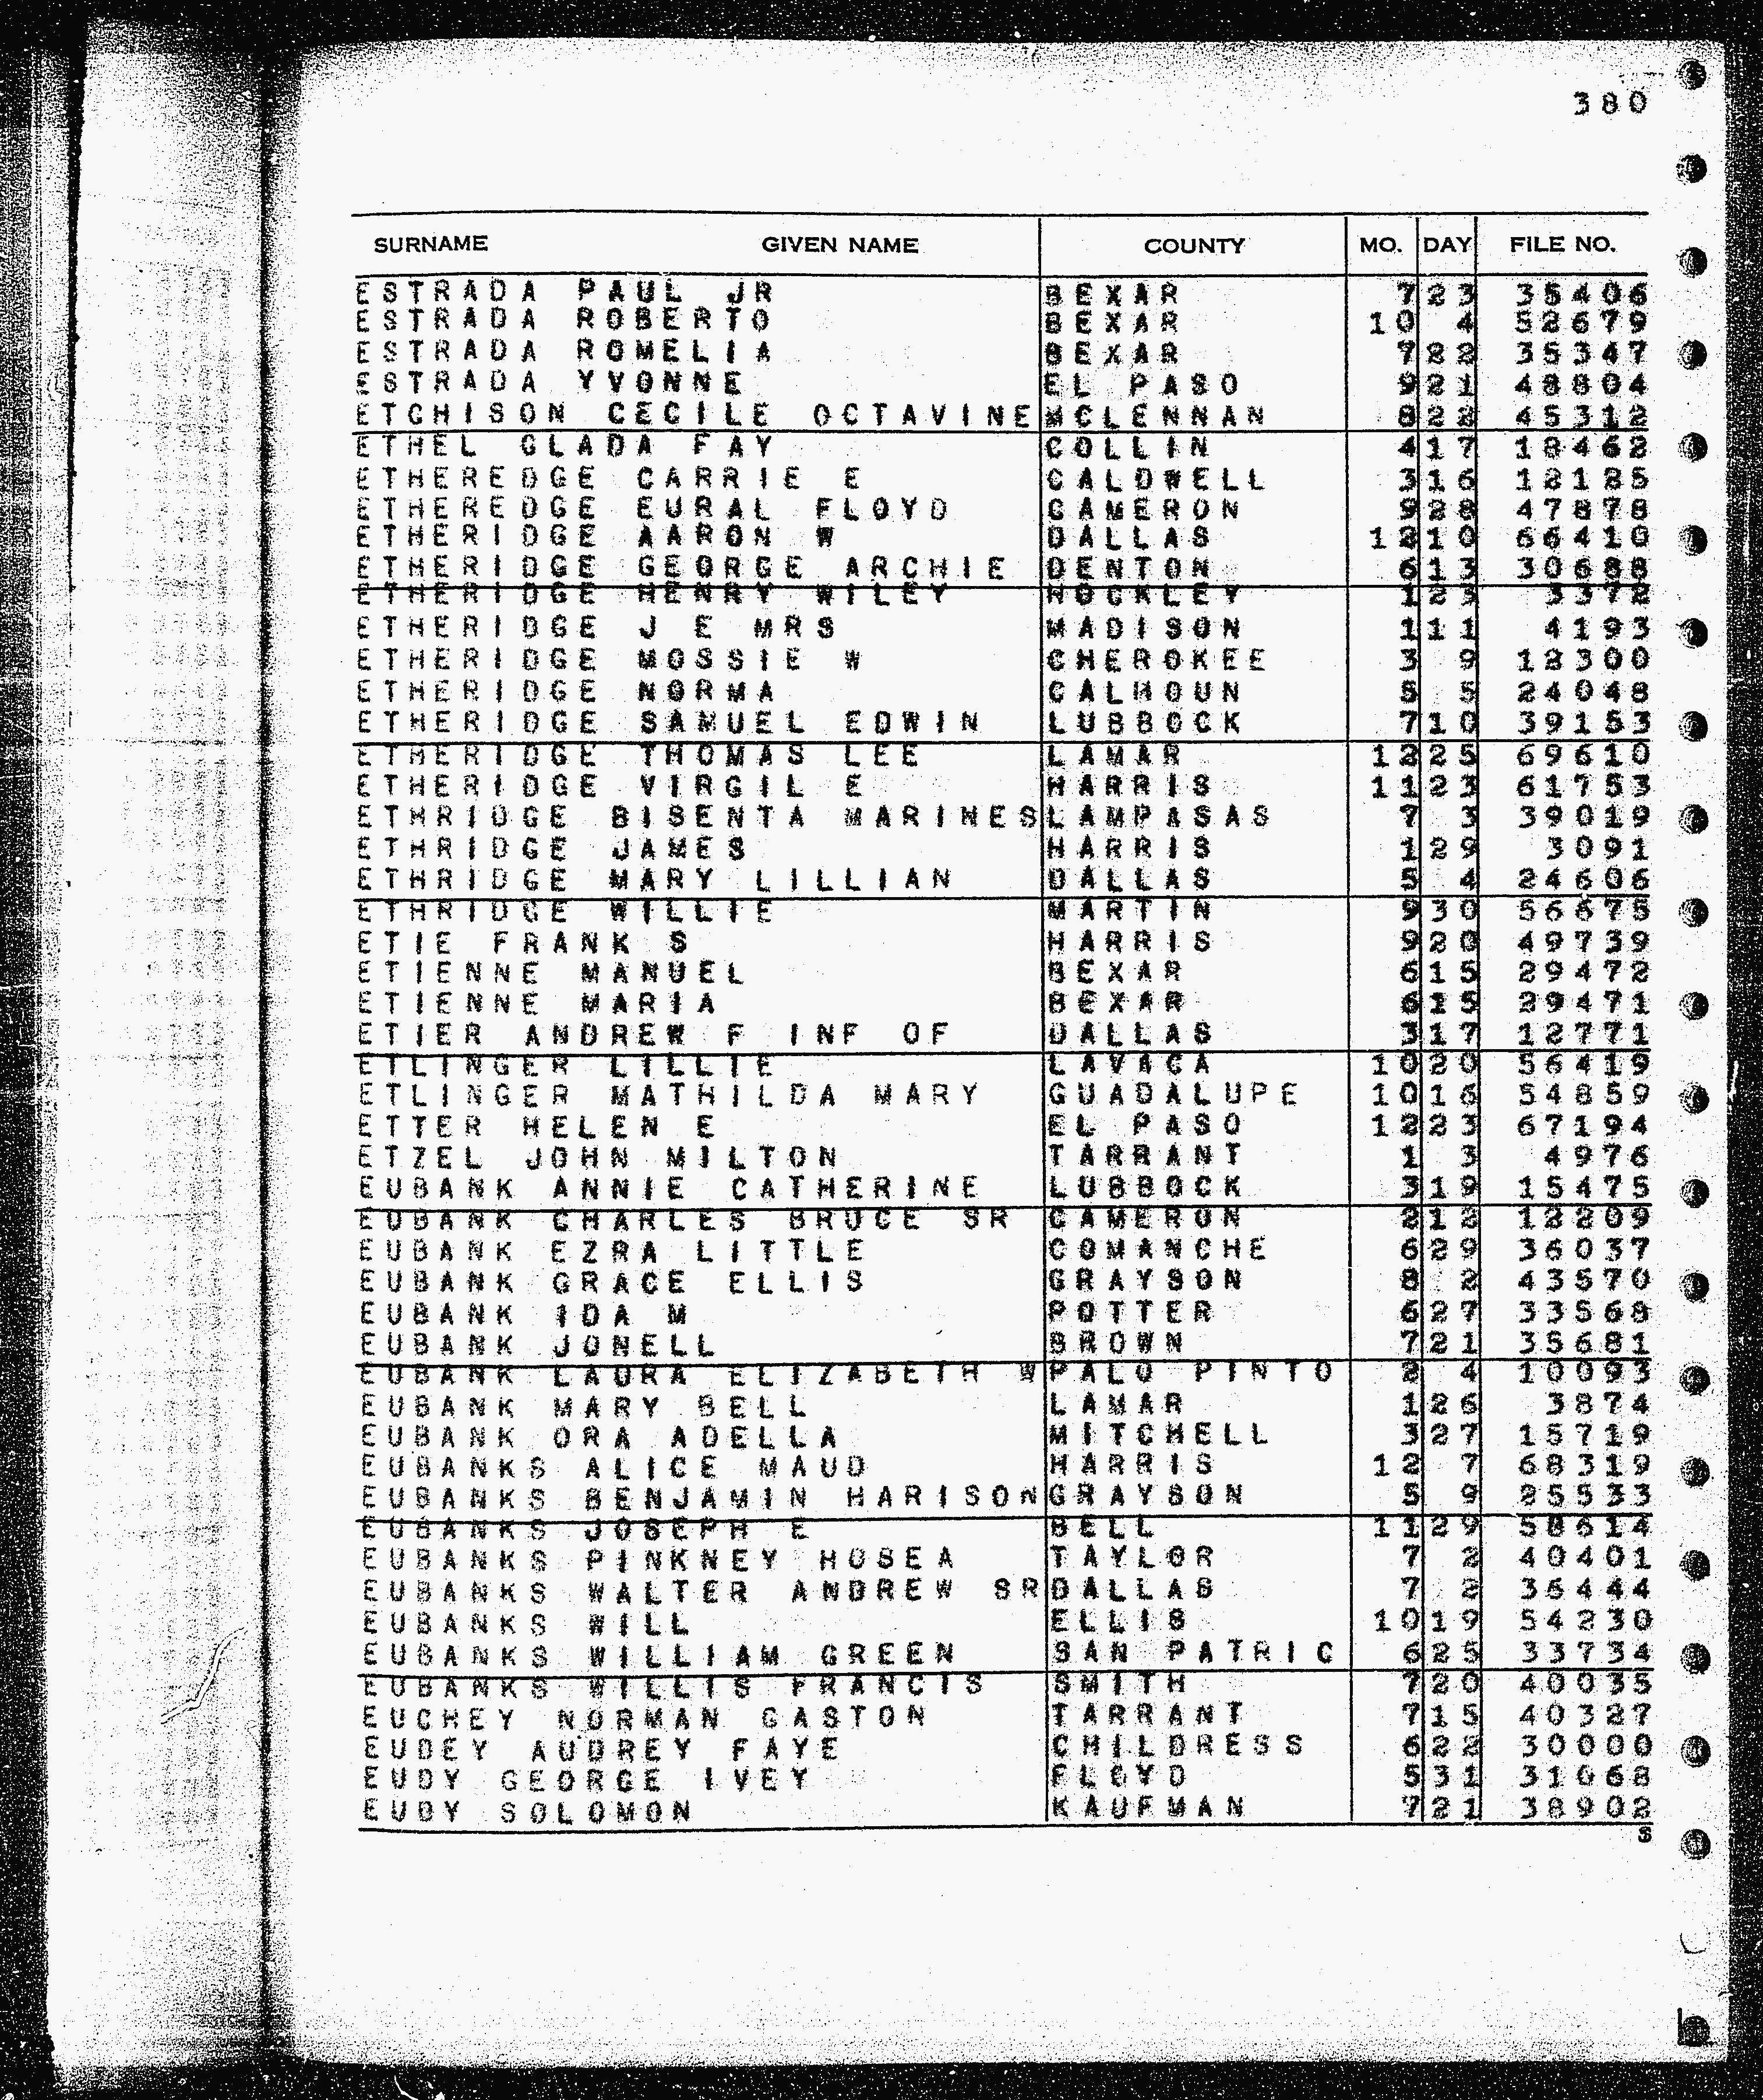 380
SURNAME GIVEN NAME COUNTY MO. DAY FILE NO.
ESTRADA PAUL JR BEXAR 7 23 35406
ESTRADA ROBERTO BEXAR 10 4 52679
ESTRADA ROMELIA BEXAR 7 22 35347
ESTRADA YVONNE EL PASO 9 21 48804
ETCHISON CECILE OCTAVINE MCLENNAN 8 22 45312
ETHEL GLADA FAY COLLIN 4 17 18462
ETHEREDGE CARRIE E CALDWELL 3 16 12125
ETHEREDGE EURAL FLOYD CAMERON 9 28 47878
ETHERIDGE AARON W DALLAS 12 10 66410
ETHERIDGE GEORGE ARCHIE DENTON 6 13 30688
ETHERIDGE HENRY WILEY HOCKLEY 1 23 3372
ETHERIDGE J E MRS MADISON 1 11 4193
ETHERIDGE MOSSIE W CHEROKEE 3 9 12300
ETHERIDGE NORMA CALHOUN 5 5 24048
ETHERIDGE SAMUEL EDWIN LUBBOCK 7 10 39153
ETHERIDGE THOMAS LEE LAMAR 12 25 69610
ETHERIDGE VIRGIL E HARRIS 11 23 61753
ETHRIDGE BISENTA MARINES LAMPASAS 7 3 39019
ETHRIDGE JAMES HARRIS 1 29 3091
ETHRIDGE MARY LILLIAN DALLAS 5 4 24606
ETHRIDGE WILLIE MARTIN 9 30 56675
ETIE FRANK S HARRIS 9 20 49739
ETIENNE MANUEL BEXAR 6 15 29472
ETIENNE MARIA BEXAR 6 15 29471
ETIER ANDREW F INF OF DALLAS 3 17 12771
ETLINGER LILLIE LAVACA 10 20 56419
ETLINGER MATHILDA MARY GUADALUPE 10 16 54859
ETTER HELEN E EL PASO 12 23 67194
ETZEL JOHN MILTON TARRANT 1 3 4976
EUBANK ANNIE CATHERINE LUBBOCK 3 19 15475
EUBANK CHARLES BRUCE SR CAMERON 2 12 12209
EUBANK EZRA LITTLE COMANCHE 6 29 36037
EUBANK GRACE ELLIS GRAYSON 8 2 43570
EUBANK IDA M POTTER 6 27 33568
EUBANK JONELL BROWN 7 21 35681
EUBANK LAURA ELIZABETH W PALO PINTO 2 4 10093
EUBANK MARY BELL LAMAR 1 26 3874
EUBANK ORA ADELLA MITCHELL 3 27 15719
EUBANKS ALICE MAUD HARRIS 12 7 68319
EUBANKS BENJAMIN HARISON GRAYSON 5 9 25533
EUBANKS JOSEPH E BELL 11 29 58614
EUBANKS PINKNEY HOSEA TAYLOR 7 2 40401
EUBANKS WALTER ANDREW SR DALLAS 7 2 36444
EUBANKS WILL ELLIS 10 19 54230
EUBANKS WILLIAM GREEN SAN PATRIC 6 25 33734
EUBANKS WILLIS FRANCIS SMITH 7 20 40035
EUCHEY NORMAN GASTON TARRANT 7 15 40327
EUDEY AUDREY FAYE CHILDRESS 6 22 30000
EUDY GEORGE IVEY FLOYD 5 31 31068
EUDY SOLOMON KAUFMAN 7 21 38902
S